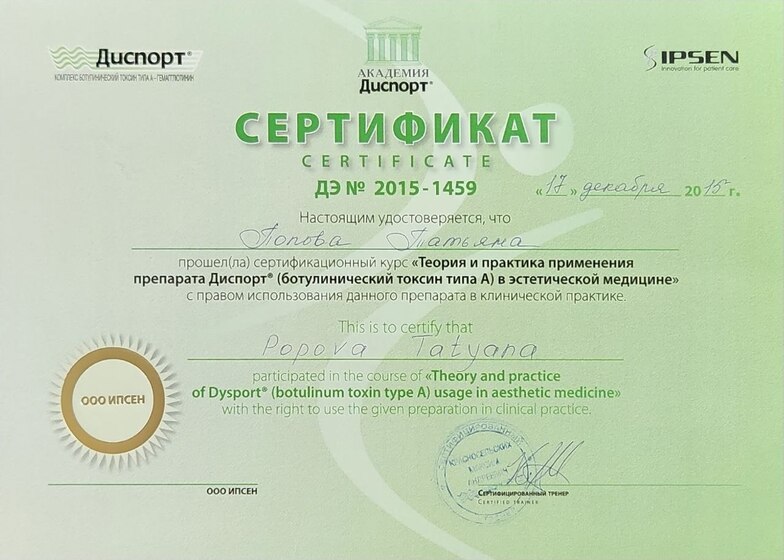 Диспорт®
КОМПЛЕКС БОТУЛИНИЧЕСКИЙ ТОКСИН ТИПА А - ГЕМАГГЛЮТИНИН
АКАДЕМИЯ
Диспорт®
IPSEN
Innovation for patient care
СЕРТИФИКАТ
CERTIFICATE
ДЭ № 2015-1459
«17» декабря 2015 г.
Настоящим удостоверяется, что
Попова Татьяна
прошел(ла) сертификационный курс «Теория и практика применения
препарата Диспорт® (ботулинический токсин типа А) в эстетической медицине»
с правом использования данного препарата в клинической практике.
This is to certify that
Popova Tatyana
participated in the course of «Theory and practice
of Dysport® (botulinum toxin type A) usage in aesthetic medicine»
with the right to use the given preparation in clinical practice.
ООО ИПСЕН
ООО ИПСЕН
Сертифицированный тренер
Certified trainer